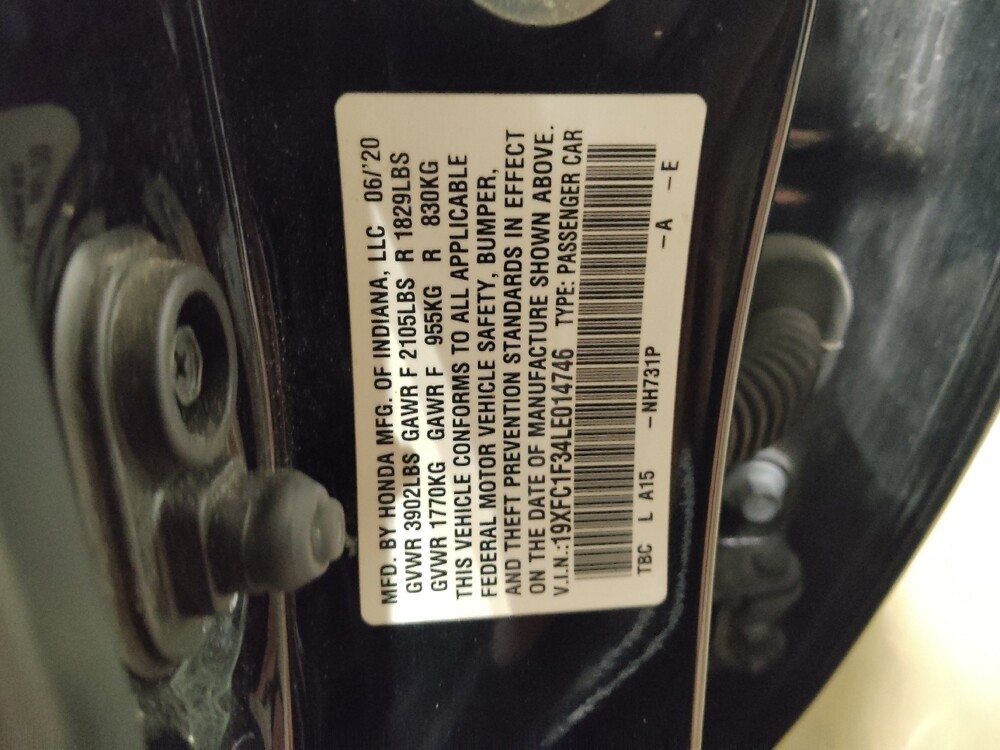 MFD. BY HONDA MFG. OF INDIANA, LLC 06/'20
GVWR 3902LBS GAWR F 2105LBS R 1829LBS
GVWR 1770KG GAWR F 955KG R 830KG
THIS VEHICLE CONFORMS TO ALL APPLICABLE
FEDERAL MOTOR VEHICLE SAFETY, BUMPER,
AND THEFT PREVENTION STANDARDS IN EFFECT
ON THE DATE OF MANUFACTURE SHOWN ABOVE.
V.I.N.:19XFC1F34LE014746 TYPE: PASSENGER CAR
TBC L A15 -NH731P -A -E